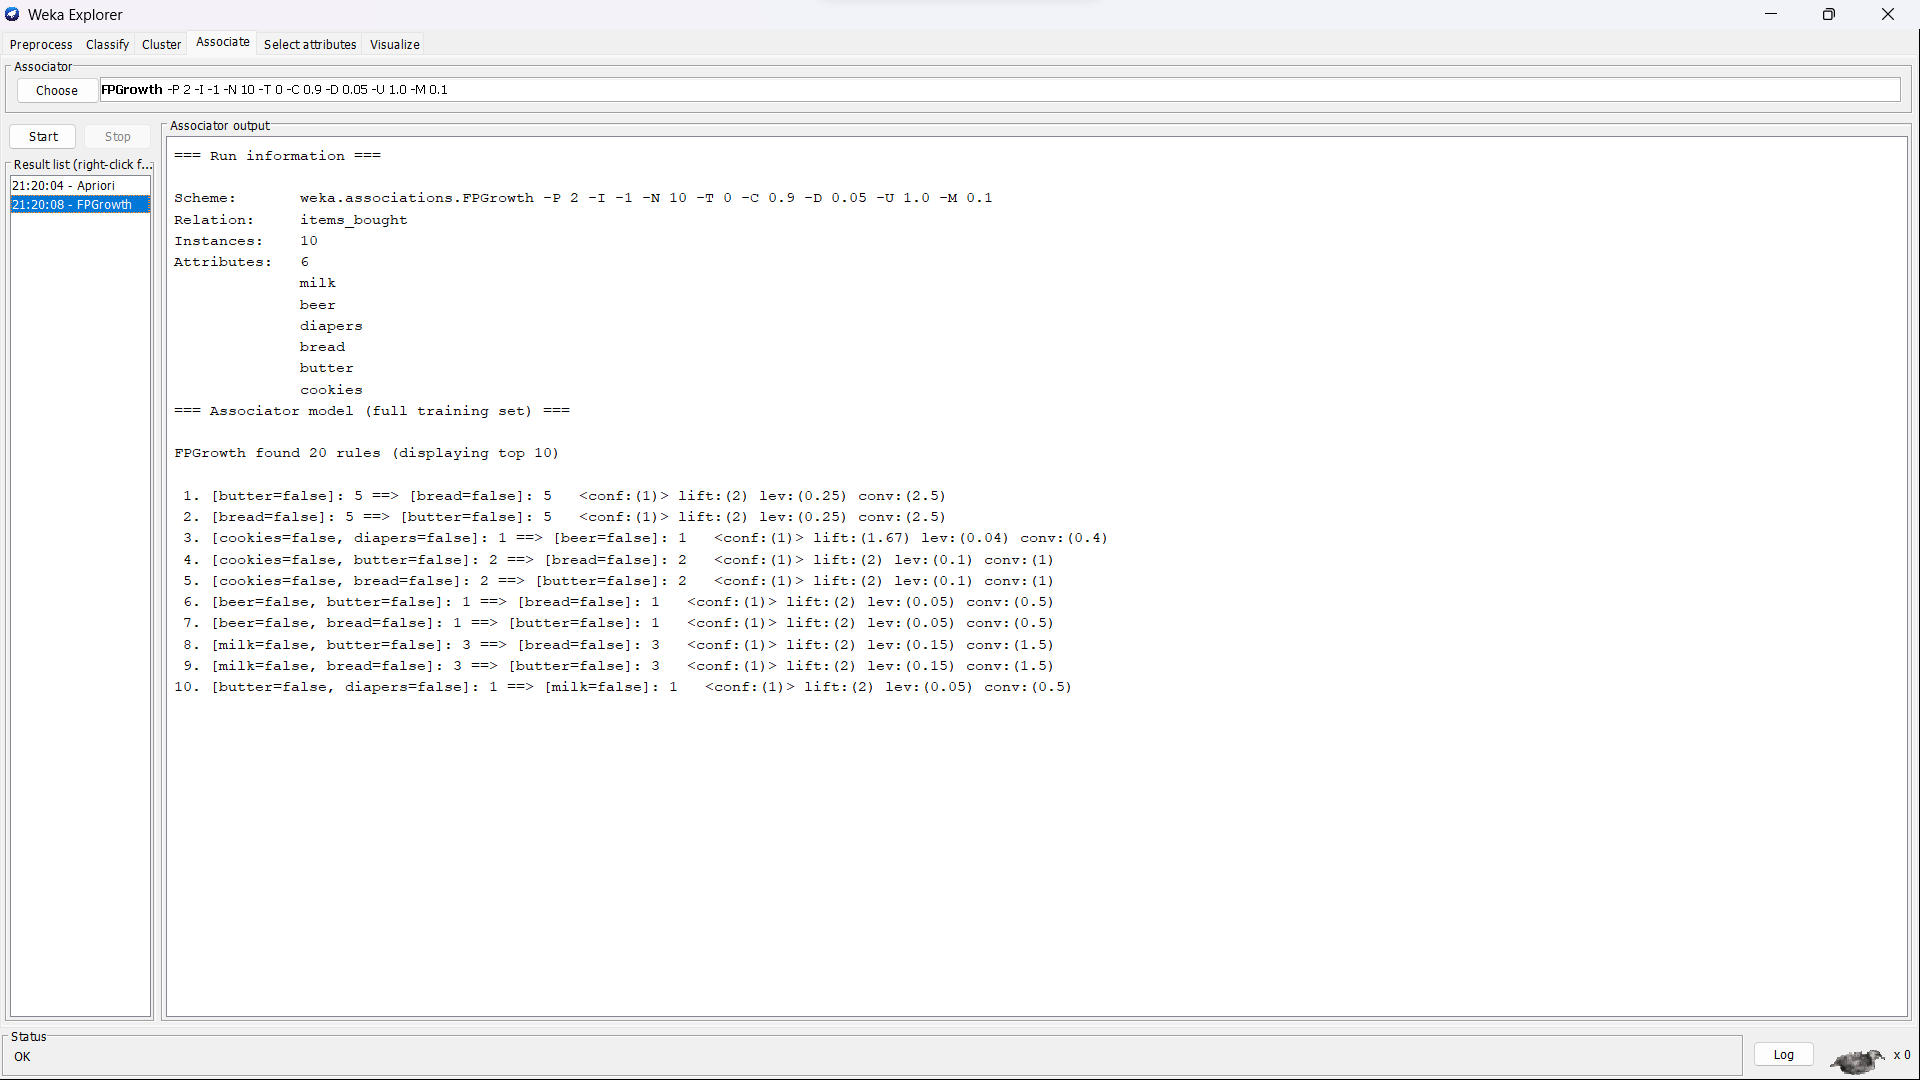 Weka Explorer
Preprocess Classify Cluster Associate Select attributes Visualize
Associator
Choose FPGrowth -P 2 -I -1 -N 10 -T 0 -C 0.9 -D 0.05 -U 1.0 -M 0.1
Start Stop
Result list (right-click f...
21:20:04 - Apriori
21:20:08 - FPGrowth
Associator output
=== Run information ===
Scheme: weka.associations.FPGrowth -P 2 -I -1 -N 10 -T 0 -C 0.9 -D 0.05 -U 1.0 -M 0.1
Relation: items_bought
Instances: 10
Attributes: 6
milk
beer
diapers
bread
butter
cookies
=== Associator model (full training set) ===
FPGrowth found 20 rules (displaying top 10)
1. [butter=false]: 5 ==> [bread=false]: 5 <conf:(1)> lift:(2) lev:(0.25) conv:(2.5)
2. [bread=false]: 5 ==> [butter=false]: 5 <conf:(1)> lift:(2) lev:(0.25) conv:(2.5)
3. [cookies=false, diapers=false]: 1 ==> [beer=false]: 1 <conf:(1)> lift:(1.67) lev:(0.04) conv:(0.4)
4. [cookies=false, butter=false]: 2 ==> [bread=false]: 2 <conf:(1)> lift:(2) lev:(0.1) conv:(1)
5. [cookies=false, bread=false]: 2 ==> [butter=false]: 2 <conf:(1)> lift:(2) lev:(0.1) conv:(1)
6. [beer=false, butter=false]: 1 ==> [bread=false]: 1 <conf:(1)> lift:(2) lev:(0.05) conv:(0.5)
7. [beer=false, bread=false]: 1 ==> [butter=false]: 1 <conf:(1)> lift:(2) lev:(0.05) conv:(0.5)
8. [milk=false, butter=false]: 3 ==> [bread=false]: 3 <conf:(1)> lift:(2) lev:(0.15) conv:(1.5)
9. [milk=false, bread=false]: 3 ==> [butter=false]: 3 <conf:(1)> lift:(2) lev:(0.15) conv:(1.5)
10. [butter=false, diapers=false]: 1 ==> [milk=false]: 1 <conf:(1)> lift:(2) lev:(0.05) conv:(0.5)
Status
OK
Log
x 0